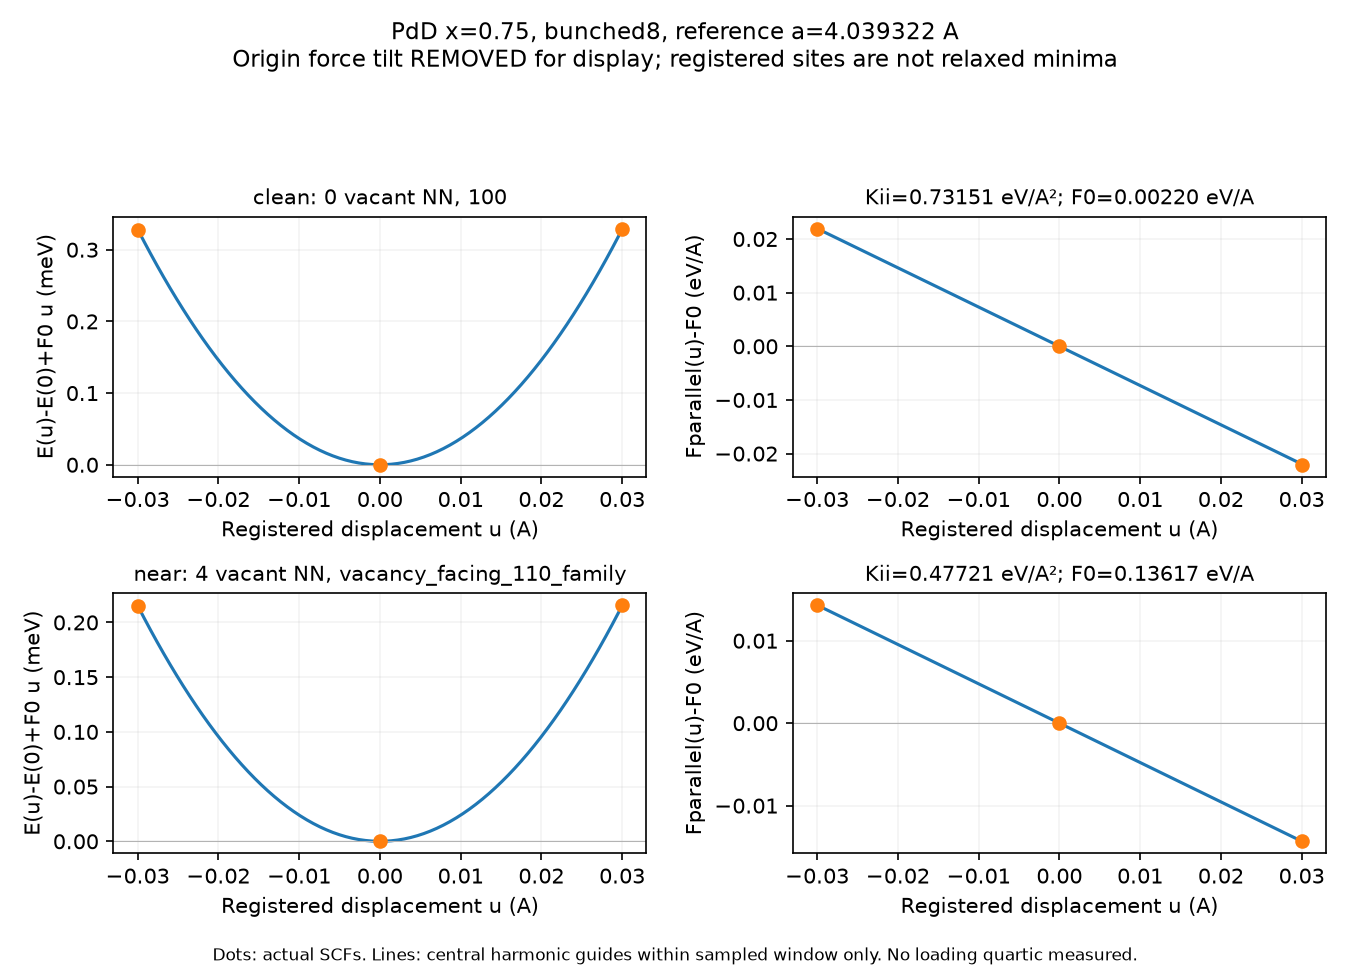 PdD x=0.75, bunched8, reference a=4.039322 A
Origin force tilt REMOVED for display; registered sites are not relaxed minima
clean: 0 vacant NN, 100
E(u)-E(0)+F0 u (meV)
0.3
0.2
0.1
0.0
−0.03 −0.02 −0.01 0.00 0.01 0.02 0.03
Registered displacement u (A)
Kii=0.73151 eV/A²; F0=0.00220 eV/A
Fparallel(u)-F0 (eV/A)
0.02
0.01
0.00
−0.01
−0.02
−0.03 −0.02 −0.01 0.00 0.01 0.02 0.03
Registered displacement u (A)
near: 4 vacant NN, vacancy_facing_110_family
E(u)-E(0)+F0 u (meV)
0.20
0.15
0.10
0.05
0.00
−0.03 −0.02 −0.01 0.00 0.01 0.02 0.03
Registered displacement u (A)
Kii=0.47721 eV/A²; F0=0.13617 eV/A
Fparallel(u)-F0 (eV/A)
0.01
0.00
−0.01
−0.03 −0.02 −0.01 0.00 0.01 0.02 0.03
Registered displacement u (A)
Dots: actual SCFs. Lines: central harmonic guides within sampled window only. No loading quartic measured.